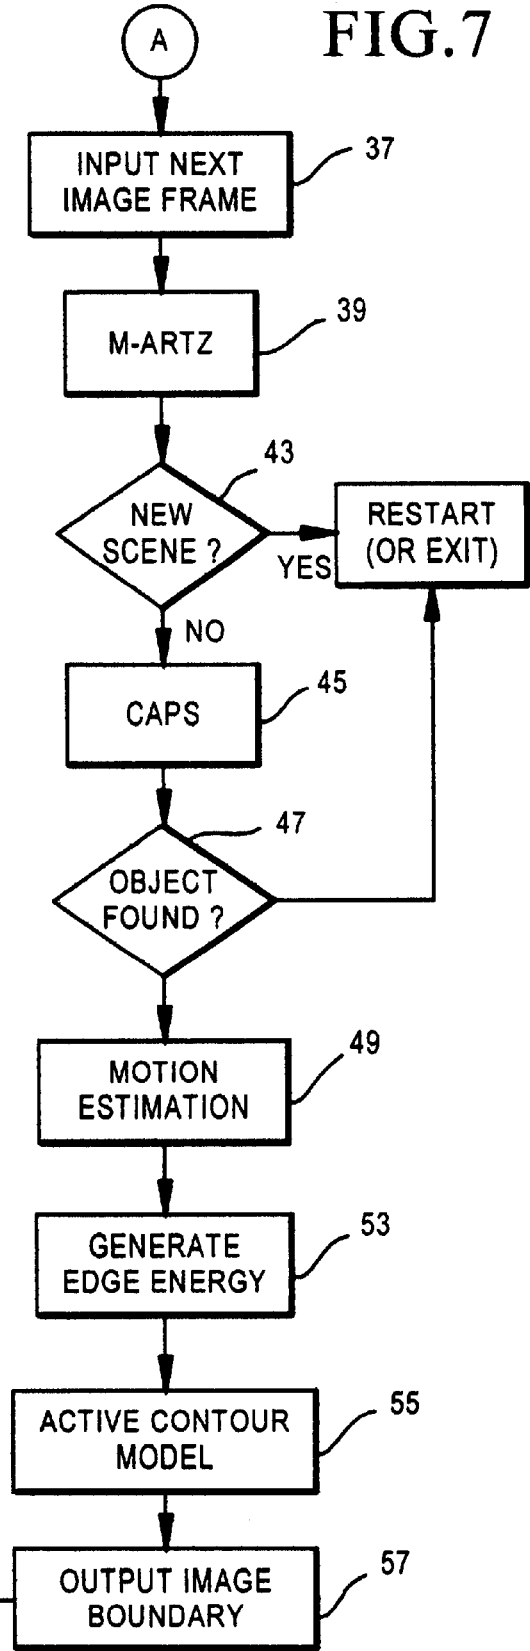 A
FIG.7
INPUT NEXT
IMAGE FRAME
37
M-ARTZ
39
43
NEW
SCENE ?
YES
RESTART
(OR EXIT)
NO
CAPS
45
47
OBJECT
FOUND ?
MOTION
ESTIMATION
49
GENERATE
EDGE ENERGY
53
ACTIVE CONTOUR
MODEL
55
OUTPUT IMAGE
BOUNDARY
57